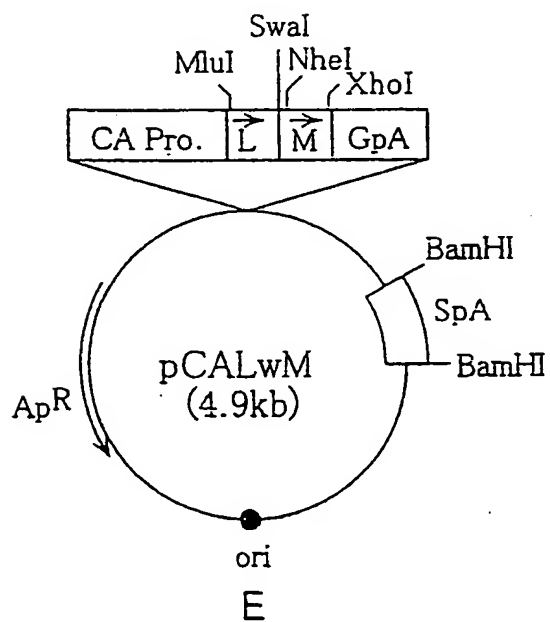 SwaI
MluI
NheI
XhoI
CA Pro.
L
M
GpA
BamHI
SpA
BamHI
pCALwM
(4.9kb)
ApR
ori
E